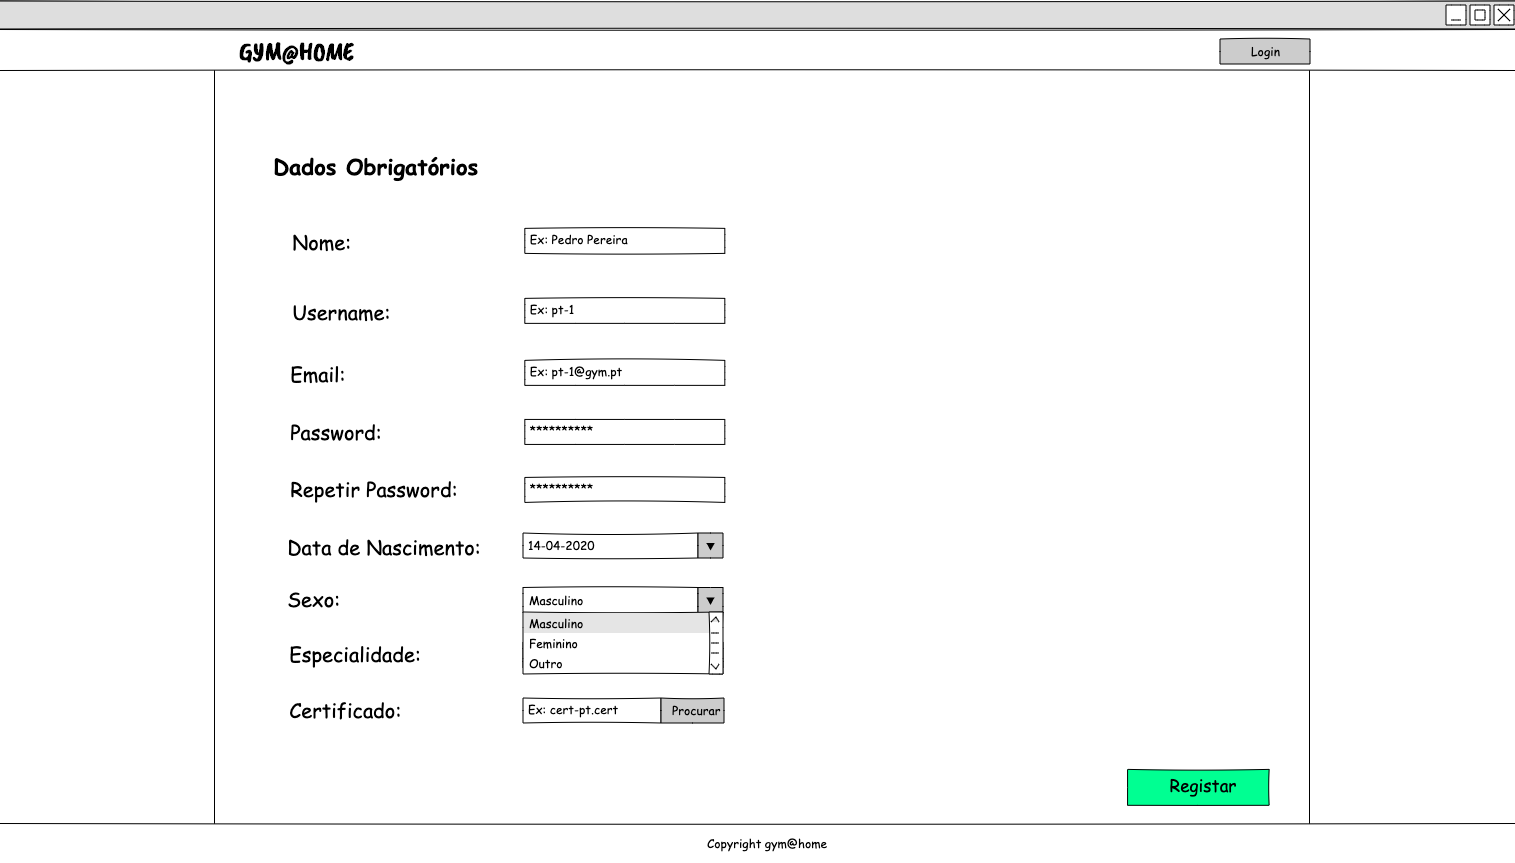 GYM@HOME
Login
Dados Obrigatórios
Nome:
Ex: Pedro Pereira
Username:
Ex: pt-1
Email:
Ex: pt-1@gym.pt
Password:
**********
Repetir Password:
**********
Data de Nascimento:
14-04-2020
Sexo:
Masculino
Masculino
Feminino
Outro
Especialidade:
Certificado:
Ex: cert-pt.cert
Procurar
Registar
Copyright gym@home